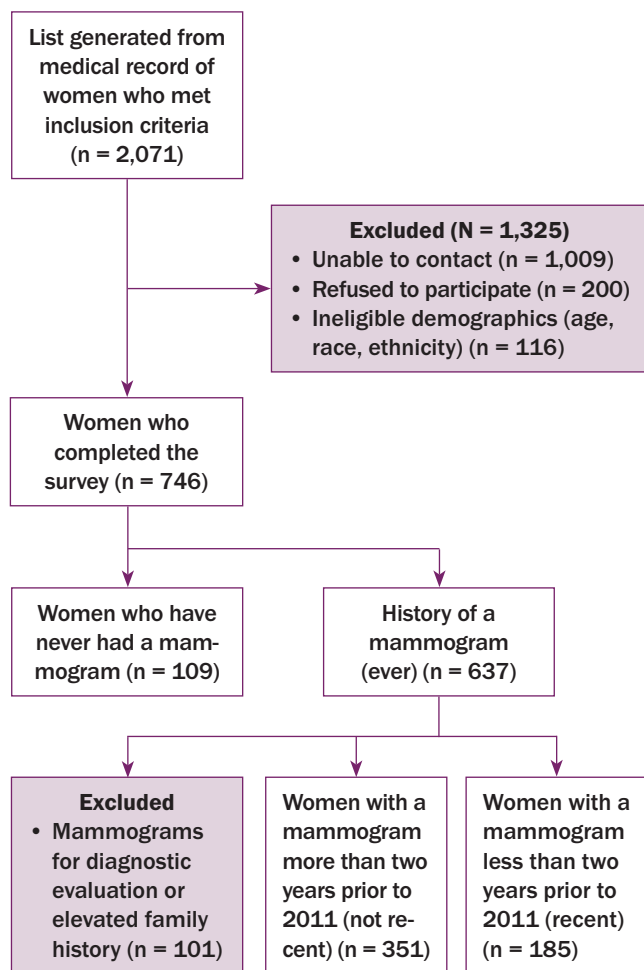 List generated from
medical record of
women who met
inclusion criteria
(n = 2,071)
Excluded (N = 1,325)
• Unable to contact (n = 1,009)
• Refused to participate (n = 200)
• Ineligible demographics (age,
race, ethnicity) (n = 116)
Women who
completed the
survey (n = 746)
Women who have
never had a mam-
mogram (n = 109)
History of a
mammogram
(ever) (n = 637)
Excluded
• Mammograms
for diagnostic
evaluation or
elevated family
history (n = 101)
Women with a
mammogram
more than two
years prior to
2011 (not re-
cent) (n = 351)
Women with a
mammogram
less than two
years prior to
2011 (recent)
(n = 185)